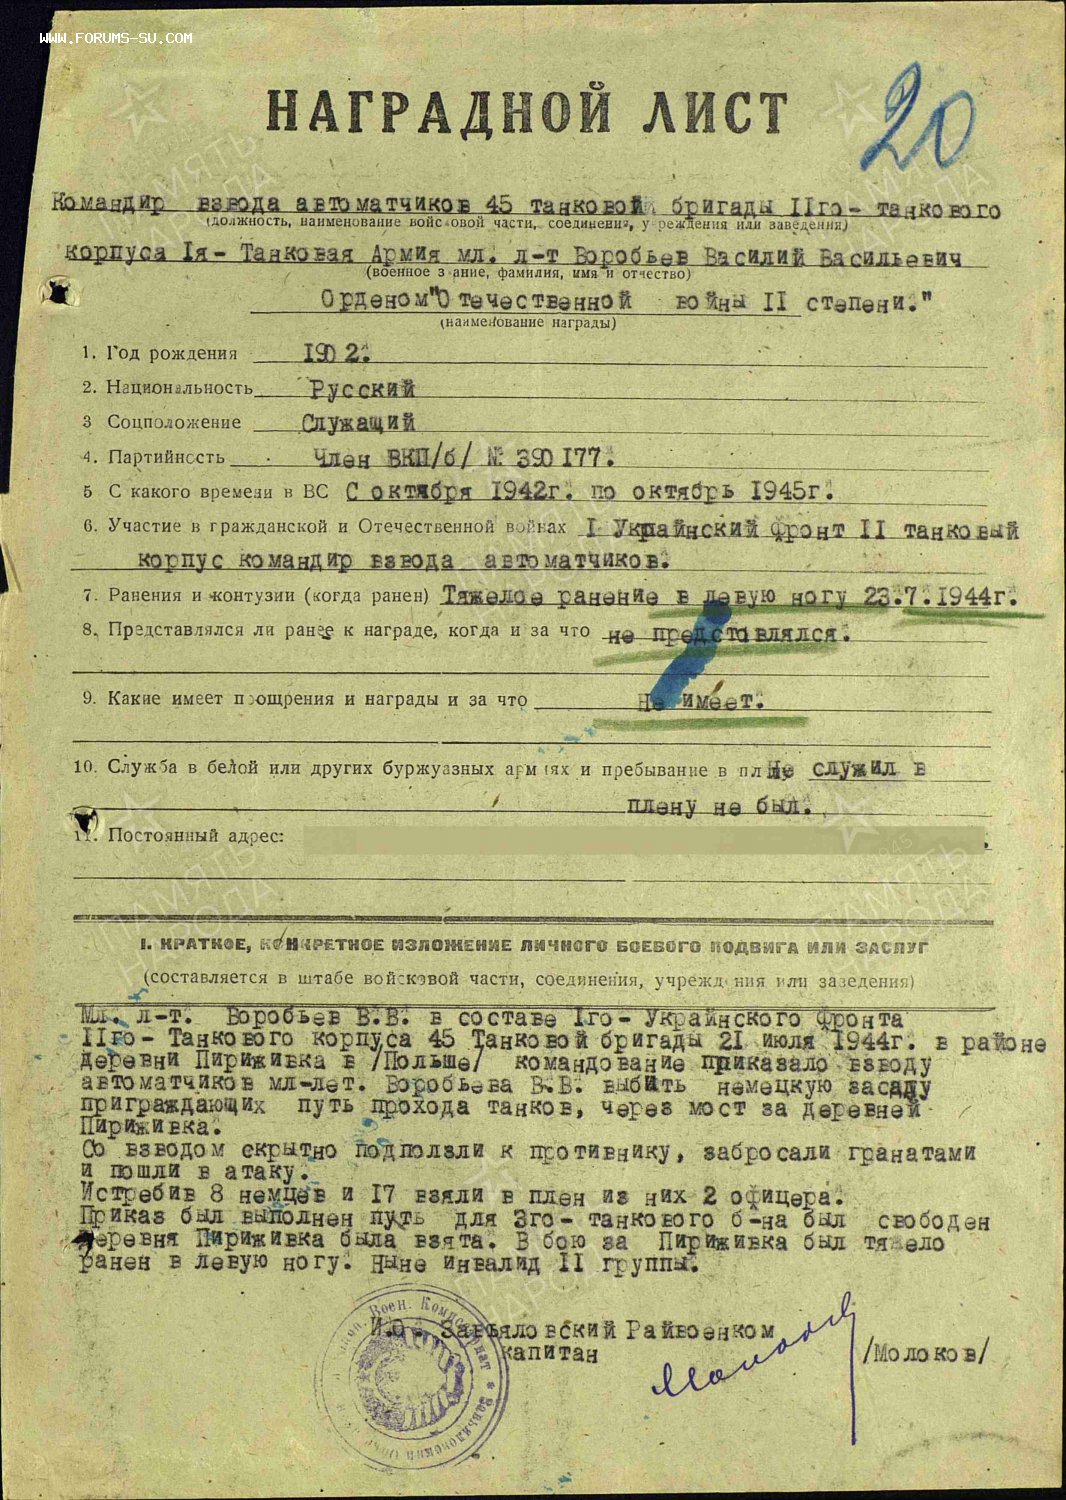 WWW.FORUMS-SU.COM
НАГРАДНОЙ ЛИСТ
20
Командир взвода автоматчиков 45 танковой бригады IIго- танкового
(должность, наименование войсковой части, соединения, учреждения или заведения)
корпуса Iя- Танковая Армия мл. л-т Воробьев Василий Васильевич
(военное звание, фамилия, имя и отчество)
Орденом "Отечественной войны II степени."
(наименование награды)
1. Год рождения 1902.
2. Национальность Русский
3 Соцположение Служащий
4. Партийность Член ВКП/б/ № 390177.
5 С какого времени в ВС С октября 1942г. по октябрь 1945г.
6. Участие в гражданской и Отечественной войнах I Украйнский фронт II танковый
корпус командир взвода автоматчиков.
7. Ранения и контузии (когда ранен) Тяжелое ранение в левую ногу 23.7.1944г.
8. Представлялся ли ранее к награде, когда и за что не предстовлялся.
9. Какие имеет поощрения и награды и за что Не имеет.
10. Служба в белой или других буржуазных армиях и пребывание в пл Не служил в
плену не был.
11. Постоянный адрес:
I. КРАТКОЕ, КОНКРЕТНОЕ ИЗЛОЖЕНИЕ ЛИЧНОГО БОЕВОГО ПОДВИГА ИЛИ ЗАСЛУГ
(составляется в штабе войсковой части, соединения, учреждения или заведения)
Мл. л-т. Воробьев В.В. в составе Iго- Украйнского Фронта
IIго- Танкового корпуса 45 Танковой бригады 21 июля 1944г. в районе
деревни Пириживка в /Польше/ командование приказало взводу
автоматчиков мл-лет. Воробьева В.В. выбить немецкую засаду
приграждающих путь прохода танков, через мост за деревней
Пириживка.
Со взводом скрытно подползли к противнику, забросали гранатами
и пошли в атаку.
Истребив 8 немцев и 17 взяли в плен из них 2 офицера.
Приказ был выполнен путь для 3го- танкового б-на был свободен
деревня Пириживка была взята. В бою за Пириживка был тяжело
ранен в левую ногу. Ныне инвалид II группы.
И.О. Завьяловский Райвоенком
капитан /Молоков/